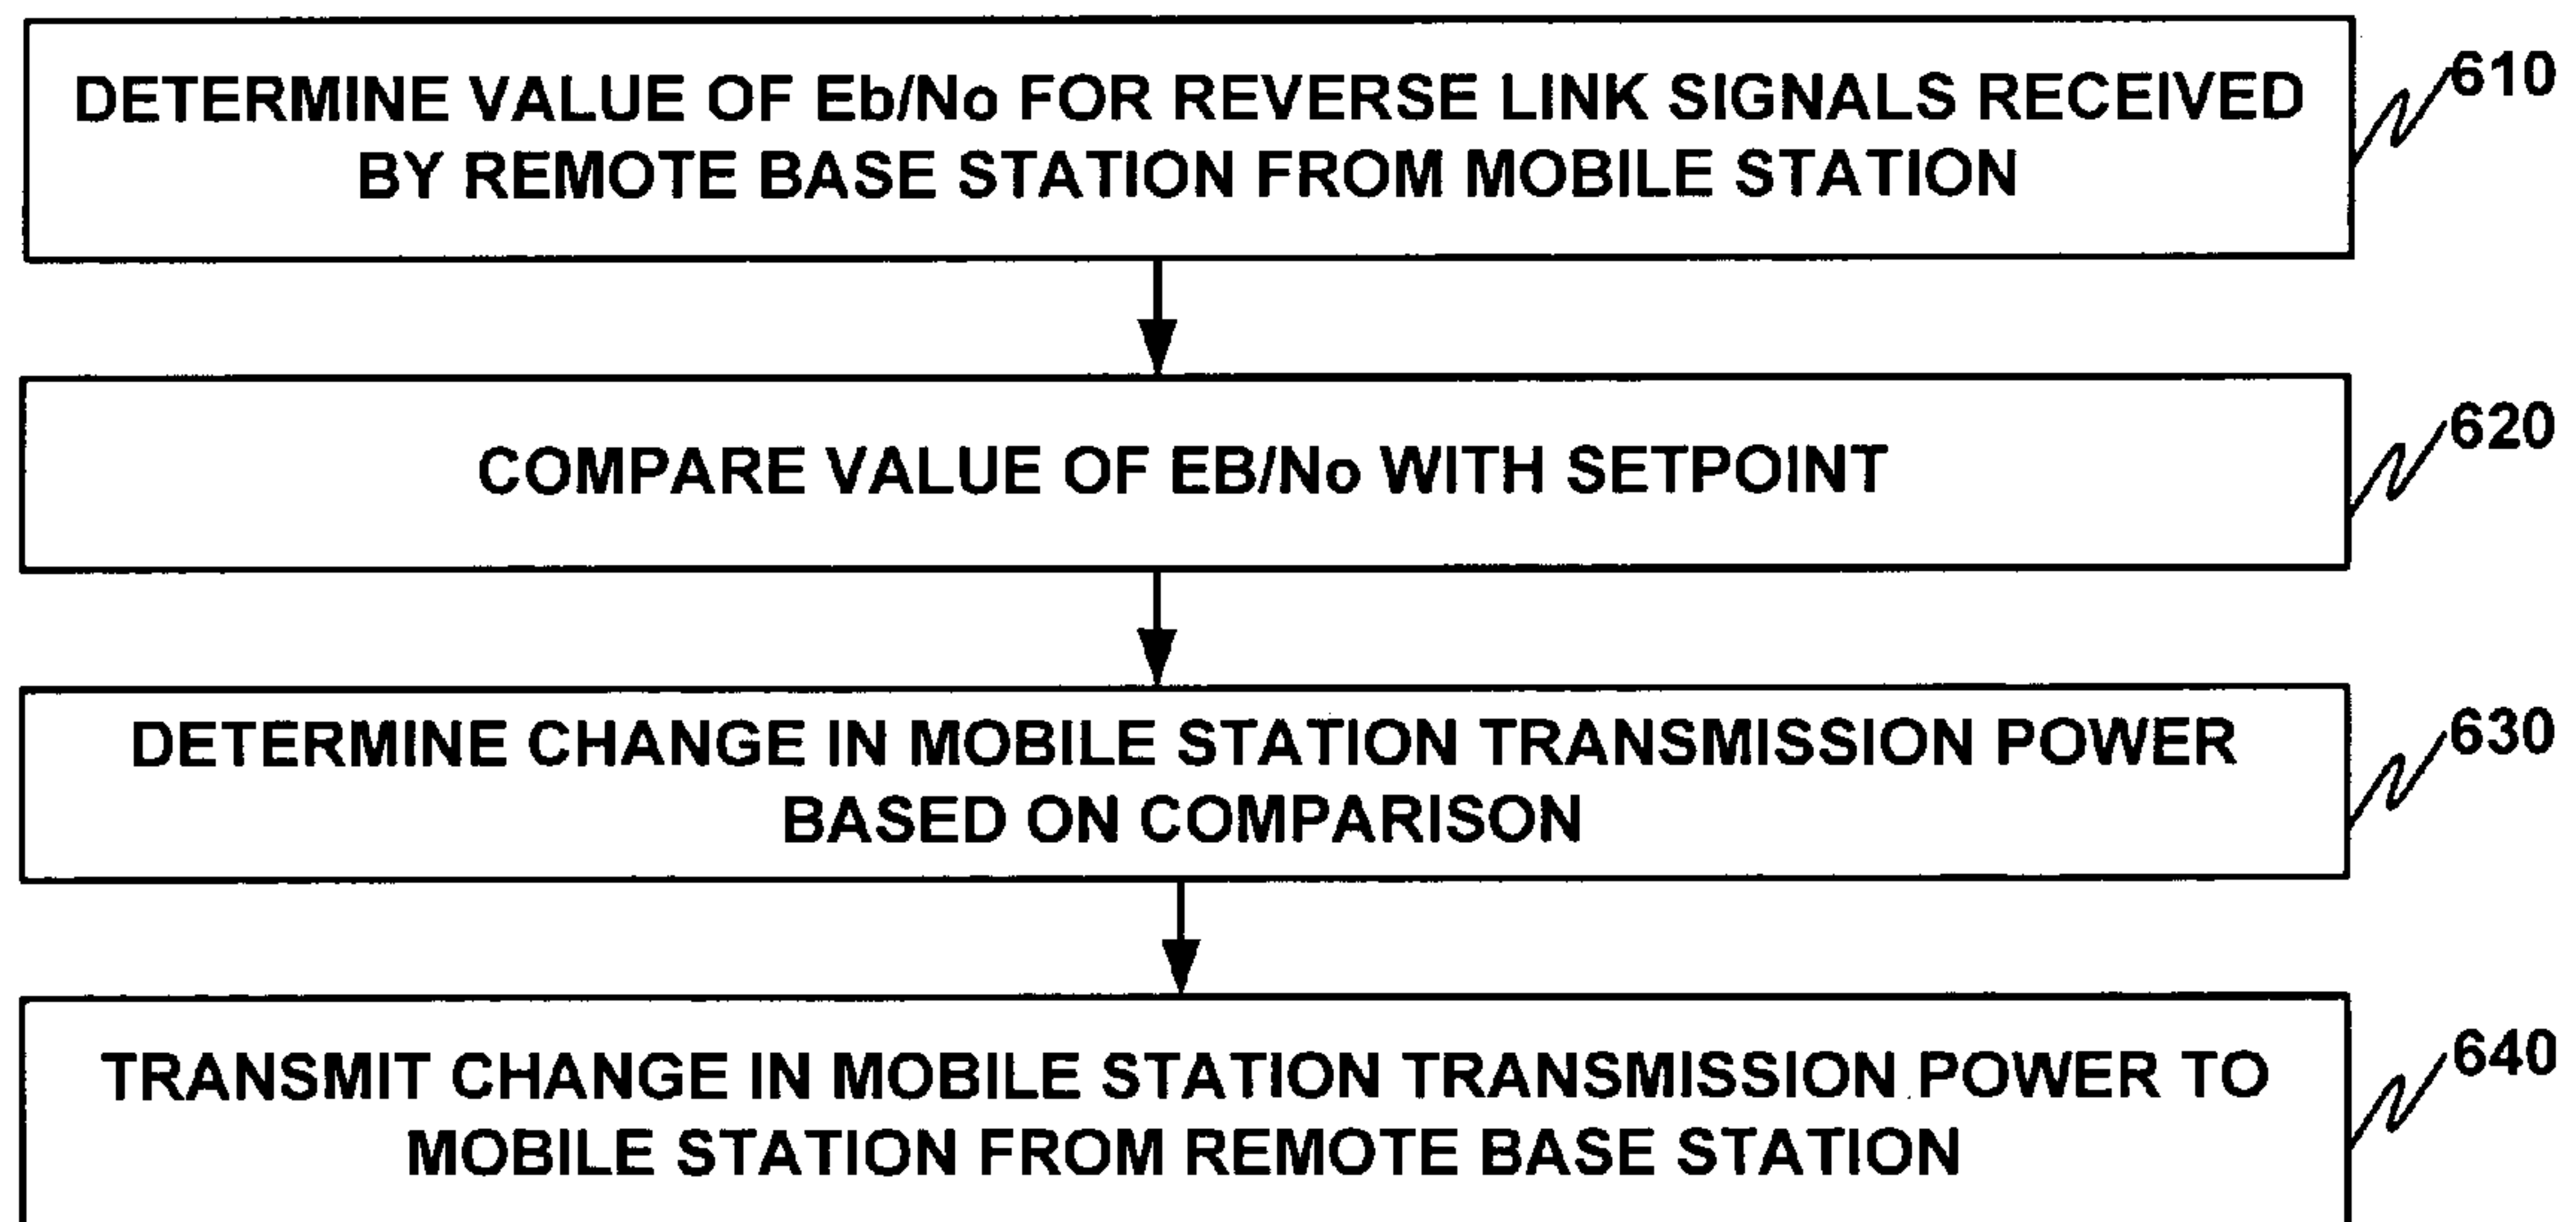 DETERMINE VALUE OF Eb/No FOR REVERSE LINK SIGNALS RECEIVED
BY REMOTE BASE STATION FROM MOBILE STATION
610
COMPARE VALUE OF EB/No WITH SETPOINT
620
DETERMINE CHANGE IN MOBILE STATION TRANSMISSION POWER
BASED ON COMPARISON
630
TRANSMIT CHANGE IN MOBILE STATION TRANSMISSION POWER TO
MOBILE STATION FROM REMOTE BASE STATION
640